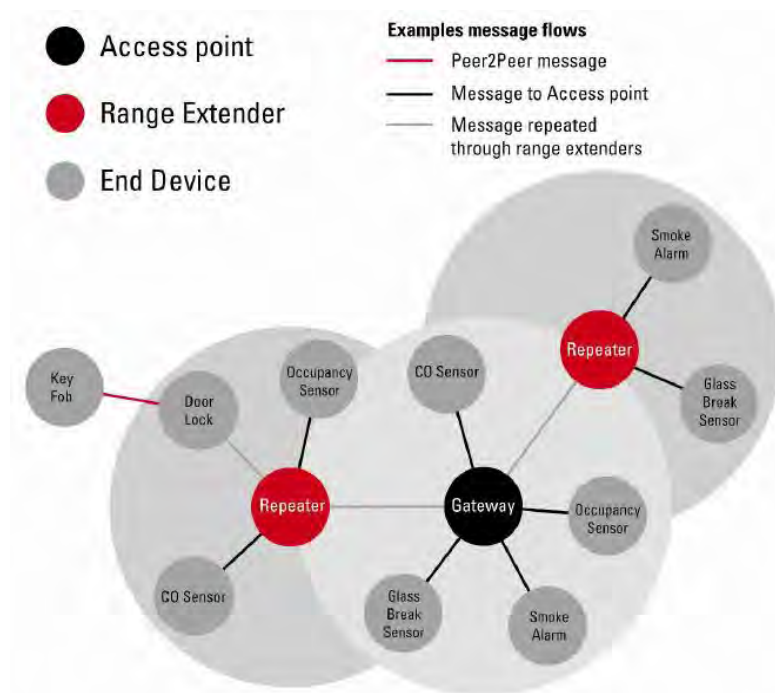 Access point
Range Extender
End Device
Examples message flows
Peer2Peer message
Message to Access point
Message repeated
through range extenders
Smoke
Alarm
Repeater
Glass
Break
Sensor
Key
Fob
Door
Lock
Occupancy
Sensor
CO Sensor
Repeater
Gateway
Occupancy
Sensor
CO Sensor
Glass
Break
Sensor
Smoke
Alarm